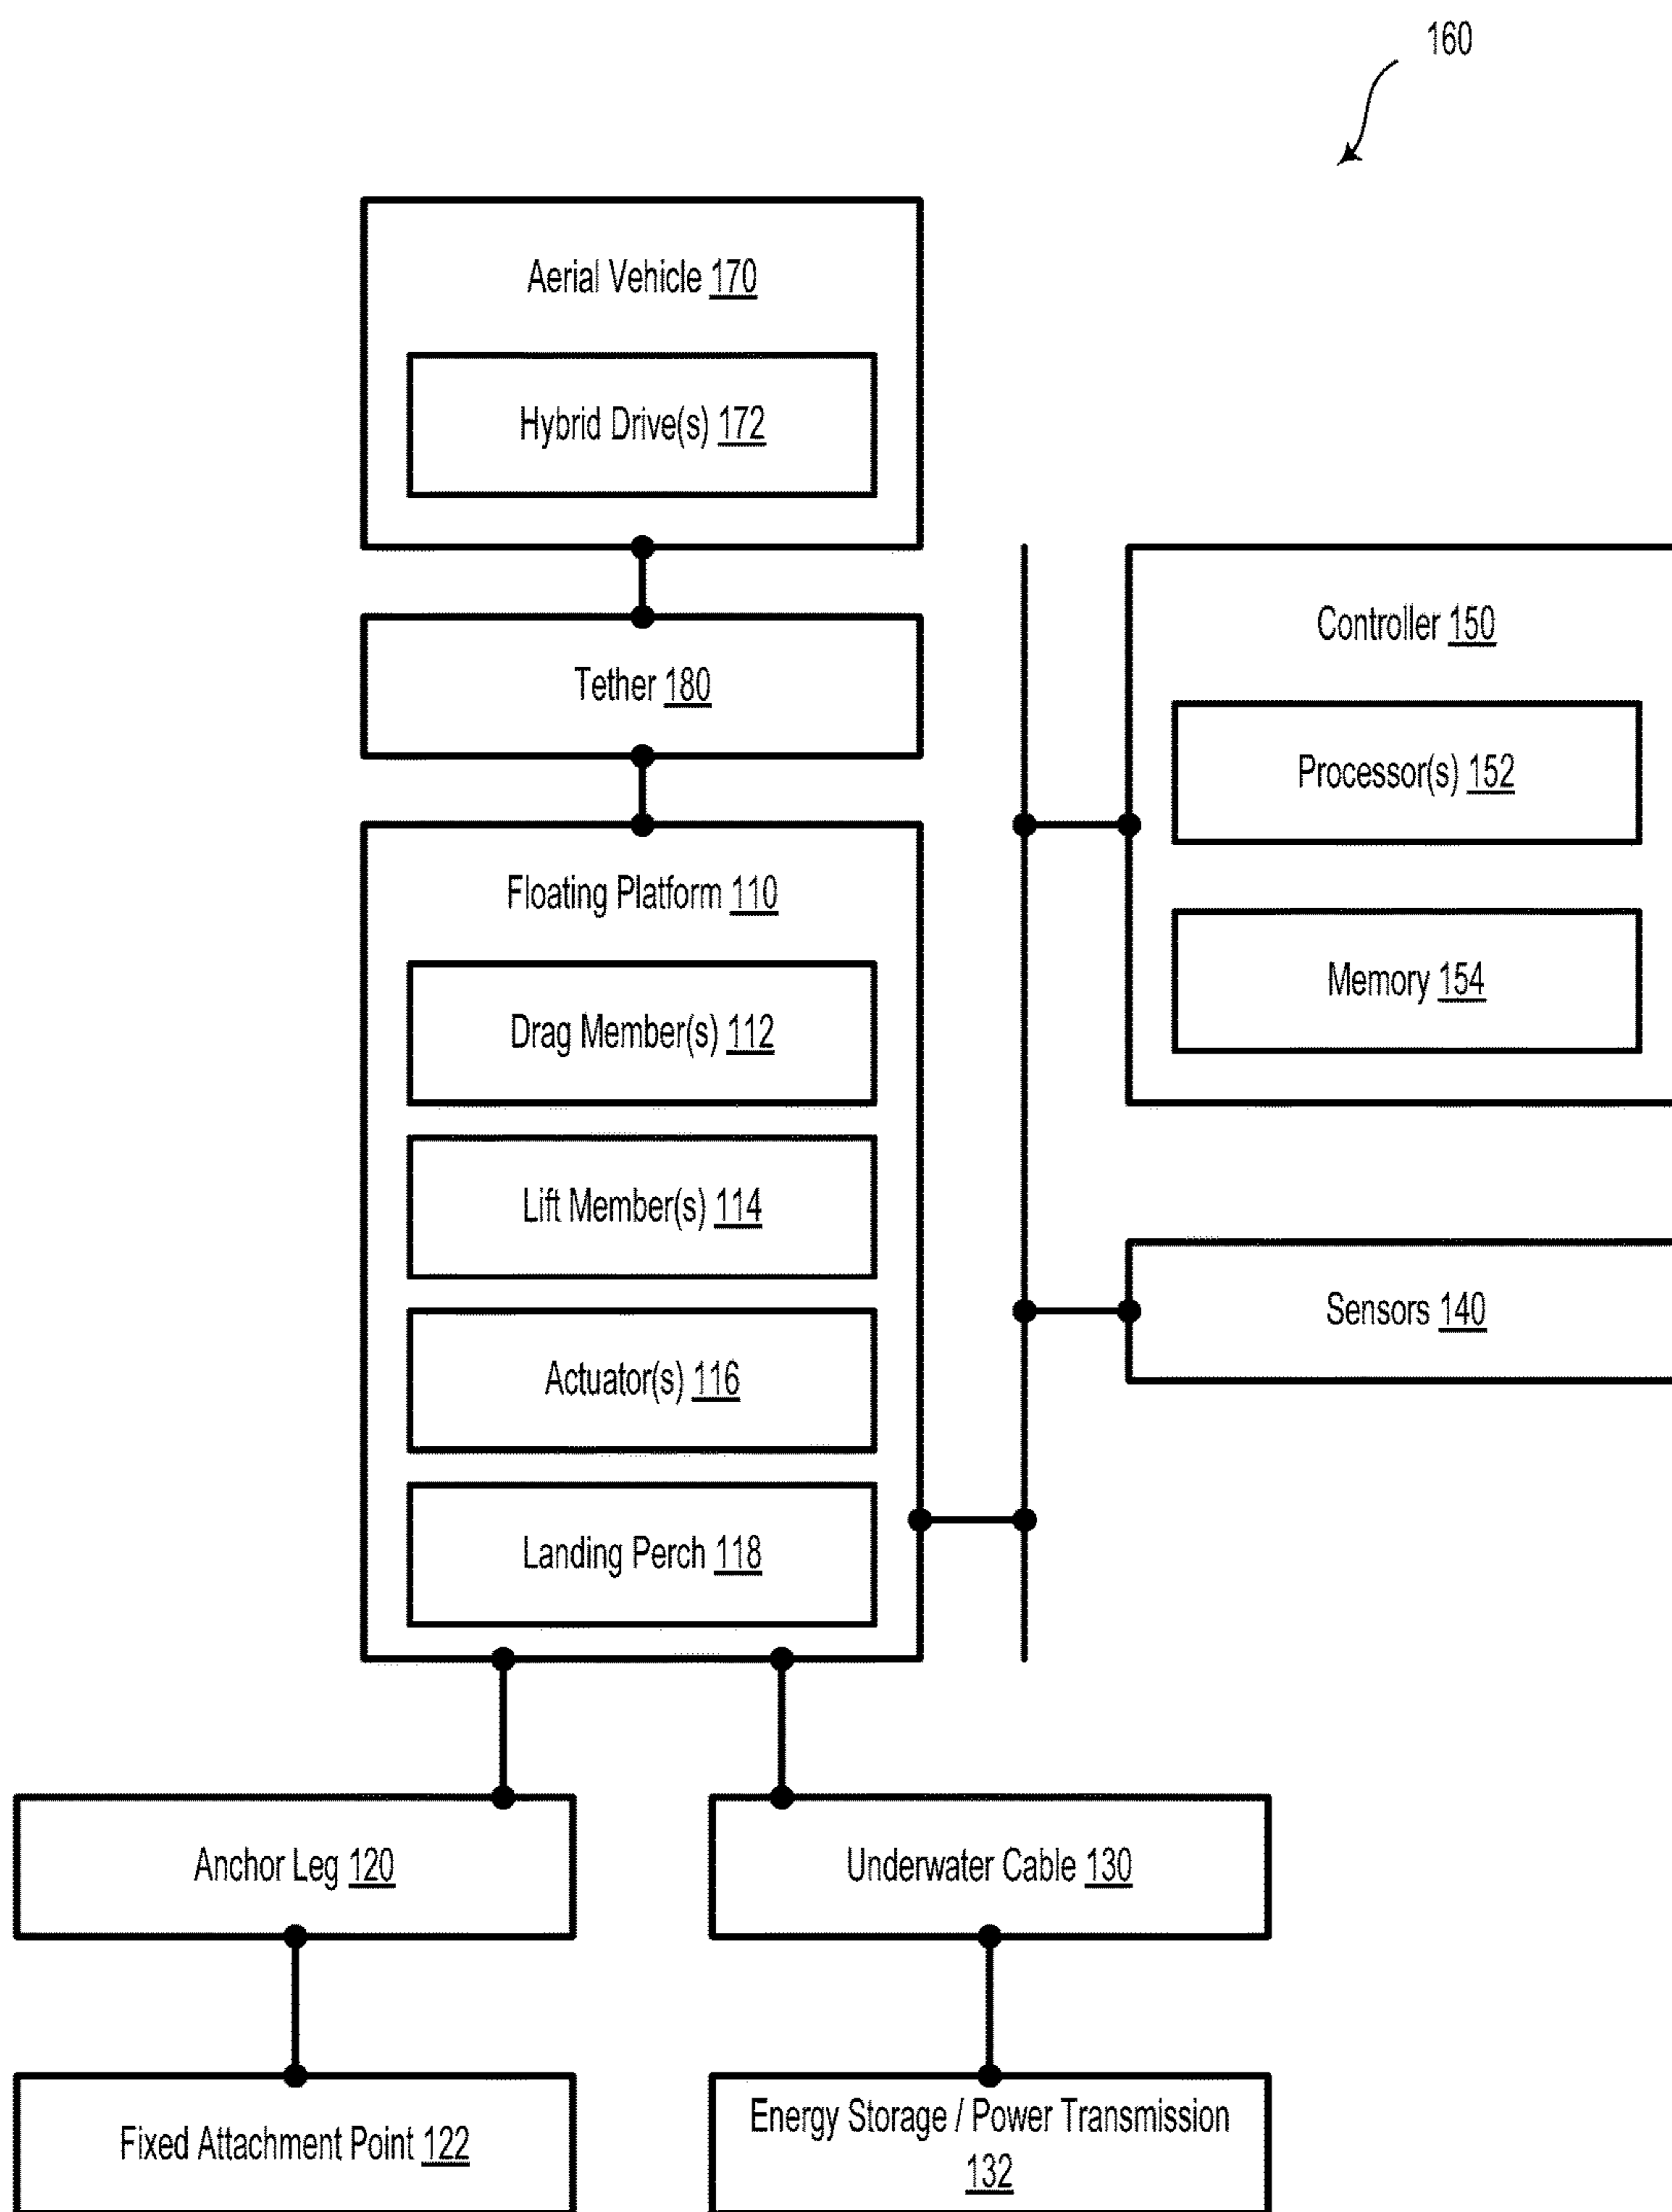 160
Aerial Vehicle 170
Hybrid Drive(s) 172
Tether 180
Controller 150
Processor(s) 152
Memory 154
Floating Platform 110
Drag Member(s) 112
Lift Member(s) 114
Actuator(s) 116
Landing Perch 118
Sensors 140
Anchor Leg 120
Underwater Cable 130
Fixed Attachment Point 122
Energy Storage / Power Transmission
132